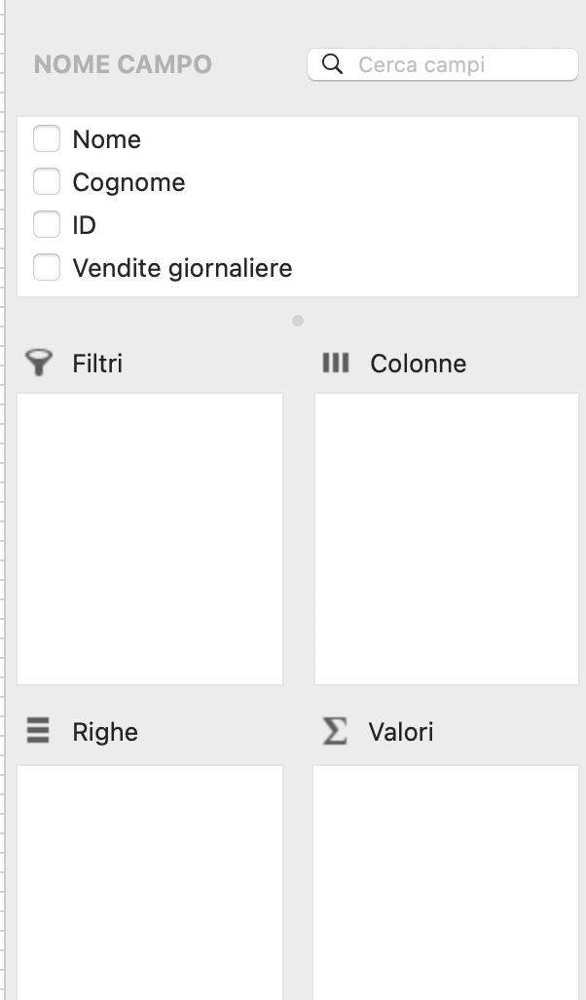 NOME CAMPO
Cerca campi
Nome
Cognome
ID
Vendite giornaliere
Filtri
Colonne
Righe
Valori